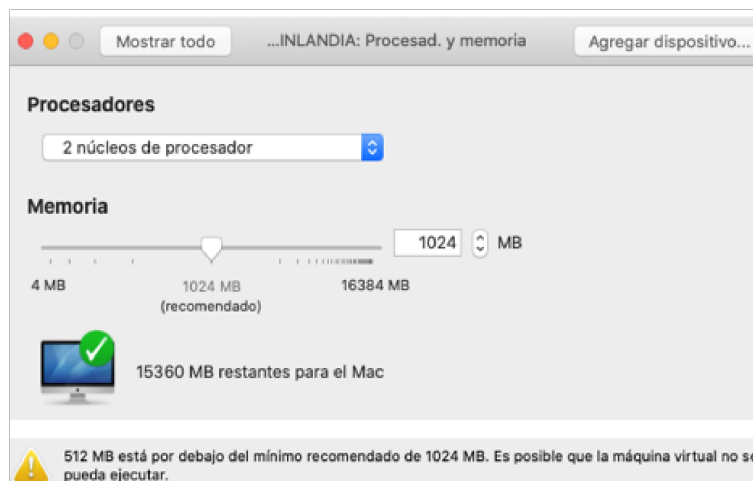 Mostrar todo ...INLANDIA: Procesad. y memoria Agregar dispositivo...
Procesadores
2 núcleos de procesador
Memoria
1024 MB
4 MB 1024 MB 16384 MB
(recomendado)
15360 MB restantes para el Mac
512 MB está por debajo del mínimo recomendado de 1024 MB. Es posible que la máquina virtual no se
pueda ejecutar.